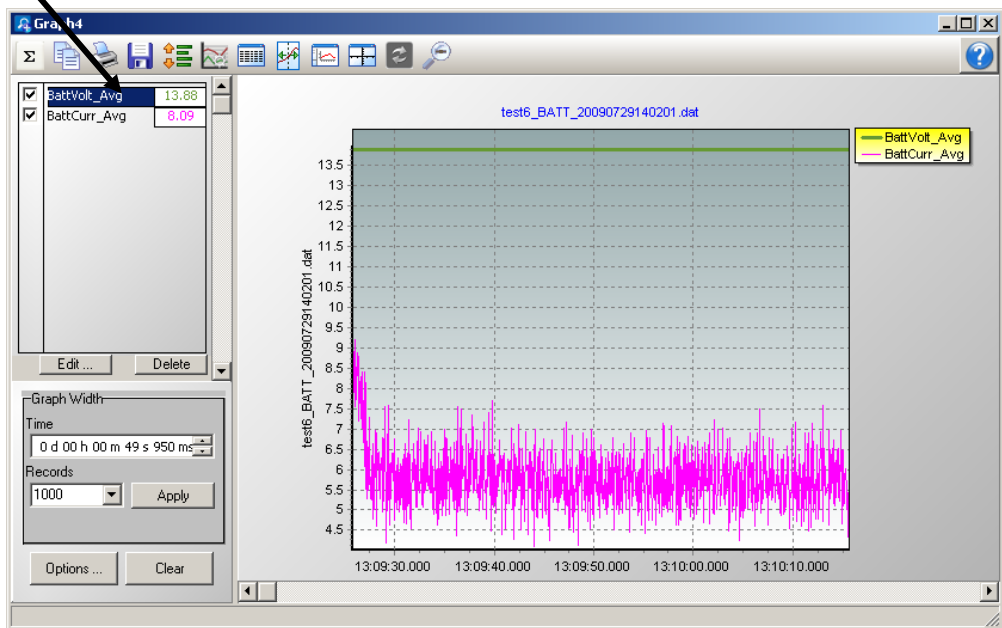 Graph4
Σ
?
BattVolt_Avg 13.88
BattCurr_Avg 8.09
Edit ... Delete
Graph Width
Time
0 d 00 h 00 m 49 s 950 ms
Records
1000 Apply
Options ... Clear
test6_BATT_20090729140201.dat
BattVolt_Avg
BattCurr_Avg
test6_BATT_20090729140201.dat
13.5
13
12.5
12
11.5
11
10.5
10
9.5
9
8.5
8
7.5
7
6.5
6
5.5
5
4.5
13:09:30.000 13:09:40.000 13:09:50.000 13:10:00.000 13:10:10.000